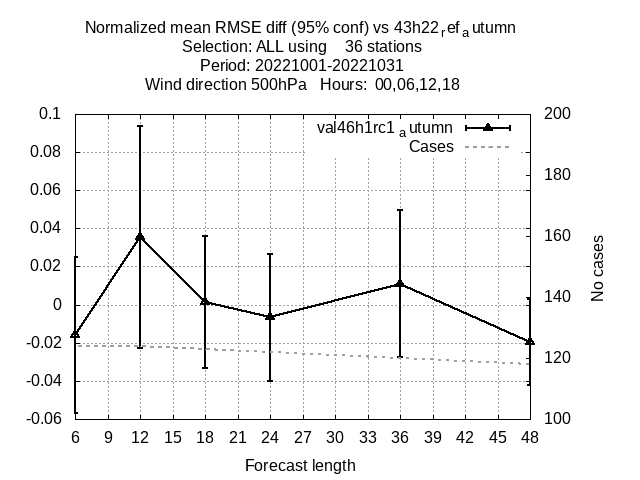 Normalized mean RMSE diff (95% conf) vs 43h22refautumn
Selection: ALL using    36 stations
Period: 20221001-20221031
Wind direction 500hPa   Hours:  00,06,12,18
val46h1rc1autumn
Cases
0.1
0.08
0.06
0.04
0.02
0
-0.02
-0.04
-0.06
200
180
160
140
120
100
No cases
6 9 12 15 18 21 24 27 30 33 36 39 42 45 48
Forecast length